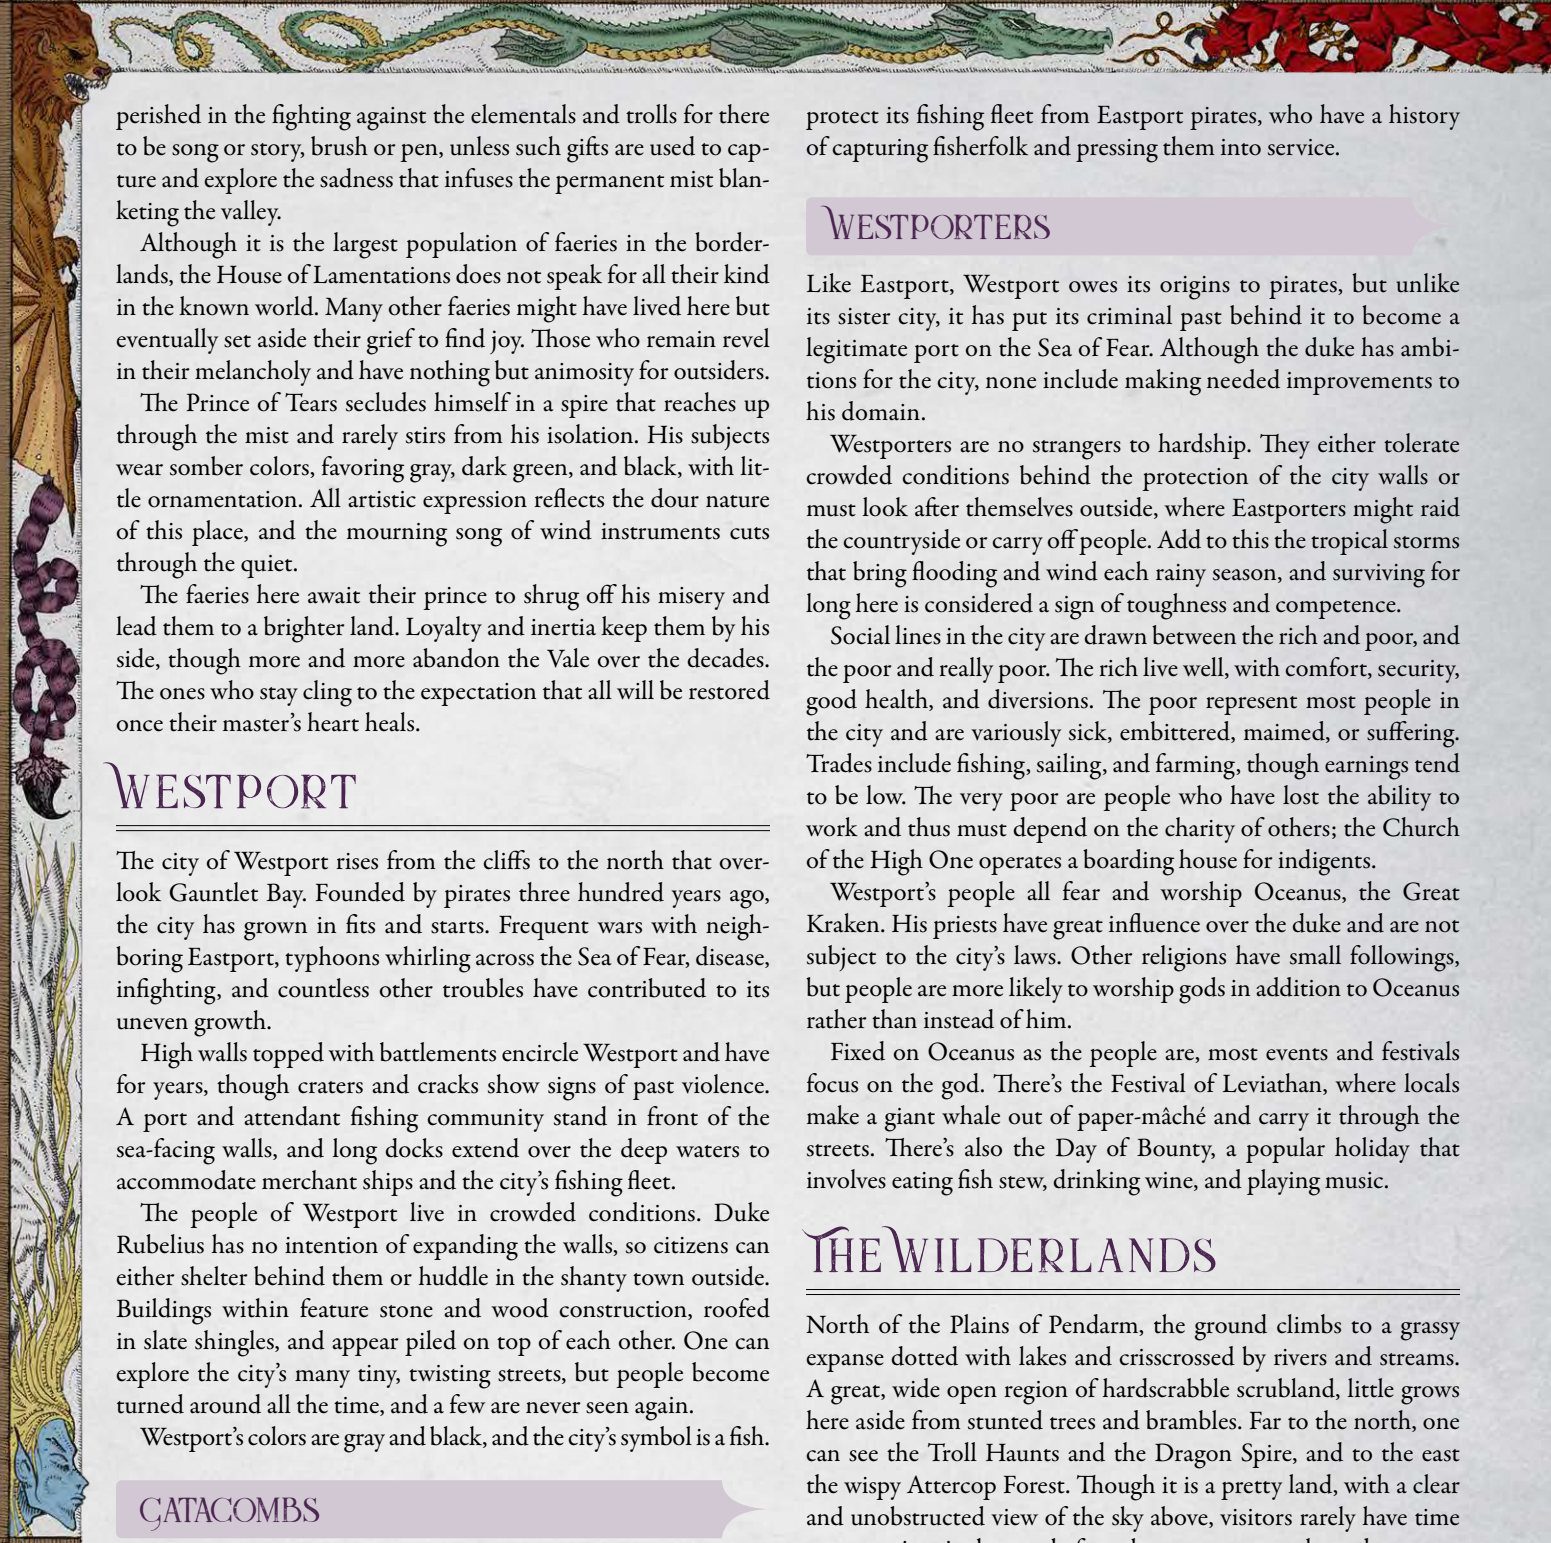 perished in the fighting against the elementals and trolls for there
to be song or story, brush or pen, unless such gifts are used to cap-
ture and explore the sadness that infuses the permanent mist blan-
keting the valley.
Although it is the largest population of faeries in the border-
lands, the House of Lamentations does not speak for all their kind
in the known world. Many other faeries might have lived here but
eventually set aside their grief to find joy. Those who remain revel
in their melancholy and have nothing but animosity for outsiders.
The Prince of Tears secludes himself in a spire that reaches up
through the mist and rarely stirs from his isolation. His subjects
wear somber colors, favoring gray, dark green, and black, with lit-
tle ornamentation. All artistic expression reflects the dour nature
of this place, and the mourning song of wind instruments cuts
through the quiet.
The faeries here await their prince to shrug off his misery and
lead them to a brighter land. Loyalty and inertia keep them by his
side, though more and more abandon the Vale over the decades.
The ones who stay cling to the expectation that all will be restored
once their master's heart heals.
WESTPORT
The city of Westport rises from the cliffs to the north that over-
look Gauntlet Bay. Founded by pirates three hundred years ago,
the city has grown in fits and starts. Frequent wars with neigh-
boring Eastport, typhoons whirling across the Sea of Fear, disease,
infighting, and countless other troubles have contributed to its
uneven growth.
High walls topped with battlements encircle Westport and have
for years, though craters and cracks show signs of past violence.
A port and attendant fishing community stand in front of the
sea-facing walls, and long docks extend over the deep waters to
accommodate merchant ships and the city's fishing fleet.
The people of Westport live in crowded conditions. Duke
Rubelius has no intention of expanding the walls, so citizens can
either shelter behind them or huddle in the shanty town outside.
Buildings within feature stone and wood construction, roofed
in slate shingles, and appear piled on top of each other. One can
explore the city's many tiny, twisting streets, but people become
turned around all the time, and a few are never seen again.
Westport's colors are gray and black, and the city's symbol is a fish.
CATACOMBS
protect its fishing fleet from Eastport pirates, who have a history
of capturing fisherfolk and pressing them into service.
WESTPORTERS
Like Eastport, Westport owes its origins to pirates, but unlike
its sister city, it has put its criminal past behind it to become a
legitimate port on the Sea of Fear. Although the duke has ambi-
tions for the city, none include making needed improvements to
his domain.
Westporters are no strangers to hardship. They either tolerate
crowded conditions behind the protection of the city walls or
must look after themselves outside, where Eastporters might raid
the countryside or carry off people. Add to this the tropical storms
that bring flooding and wind each rainy season, and surviving for
long here is considered a sign of toughness and competence.
Social lines in the city are drawn between the rich and poor, and
the poor and really poor. The rich live well, with comfort, security,
good health, and diversions. The poor represent most people in
the city and are variously sick, embittered, maimed, or suffering.
Trades include fishing, sailing, and farming, though earnings tend
to be low. The very poor are people who have lost the ability to
work and thus must depend on the charity of others; the Church
of the High One operates a boarding house for indigents.
Westport's people all fear and worship Oceanus, the Great
Kraken. His priests have great influence over the duke and are not
subject to the city's laws. Other religions have small followings,
but people are more likely to worship gods in addition to Oceanus
rather than instead of him.
Fixed on Oceanus as the people are, most events and festivals
focus on the god. There's the Festival of Leviathan, where locals
make a giant whale out of paper-mâché and carry it through the
streets. There's also the Day of Bounty, a popular holiday that
involves eating fish stew, drinking wine, and playing music.
THE WILDERLANDS
North of the Plains of Pendarm, the ground climbs to a grassy
expanse dotted with lakes and crisscrossed by rivers and streams.
A great, wide open region of hardscrabble scrubland, little grows
here aside from stunted trees and brambles. Far to the north, one
can see the Troll Haunts and the Dragon Spire, and to the east
the wispy Attercop Forest. Though it is a pretty land, with a clear
and unobstructed view of the sky above, visitors rarely have time